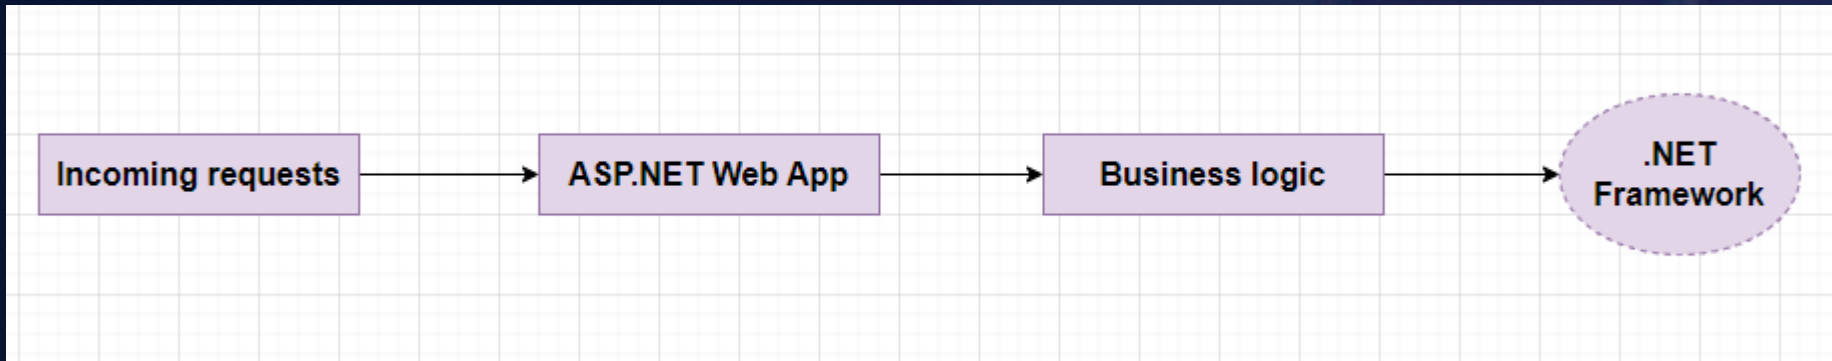 Incoming requests
ASP.NET Web App
Business logic
.NET
Framework